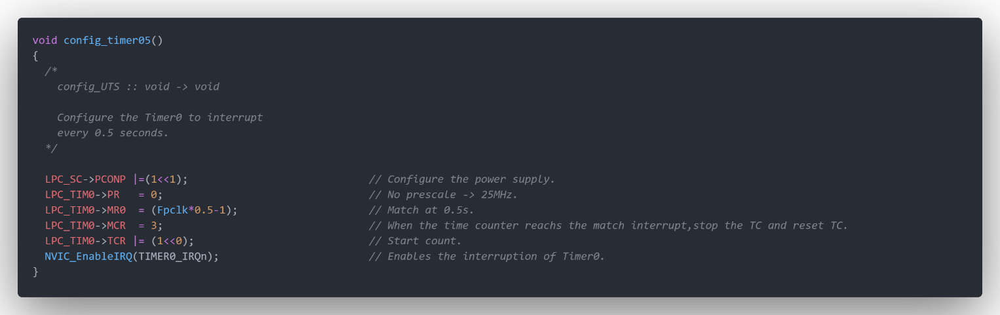 void config_timer05()
{
  /*
    config_UTS :: void -> void

    Configure the Timer0 to interrupt
    every 0.5 seconds.
  */

  LPC_SC->PCONP |=(1<<1);                             // Configure the power supply.
  LPC_TIM0->PR   = 0;                                 // No prescale -> 25MHz.
  LPC_TIM0->MR0  = (Fpclk*0.5-1);                     // Match at 0.5s.
  LPC_TIM0->MCR  = 3;                                 // When the time counter reachs the match interrupt,stop the TC and reset TC.
  LPC_TIM0->TCR |= (1<<0);                            // Start count.
  NVIC_EnableIRQ(TIMER0_IRQn);                        // Enables the interruption of Timer0.
}